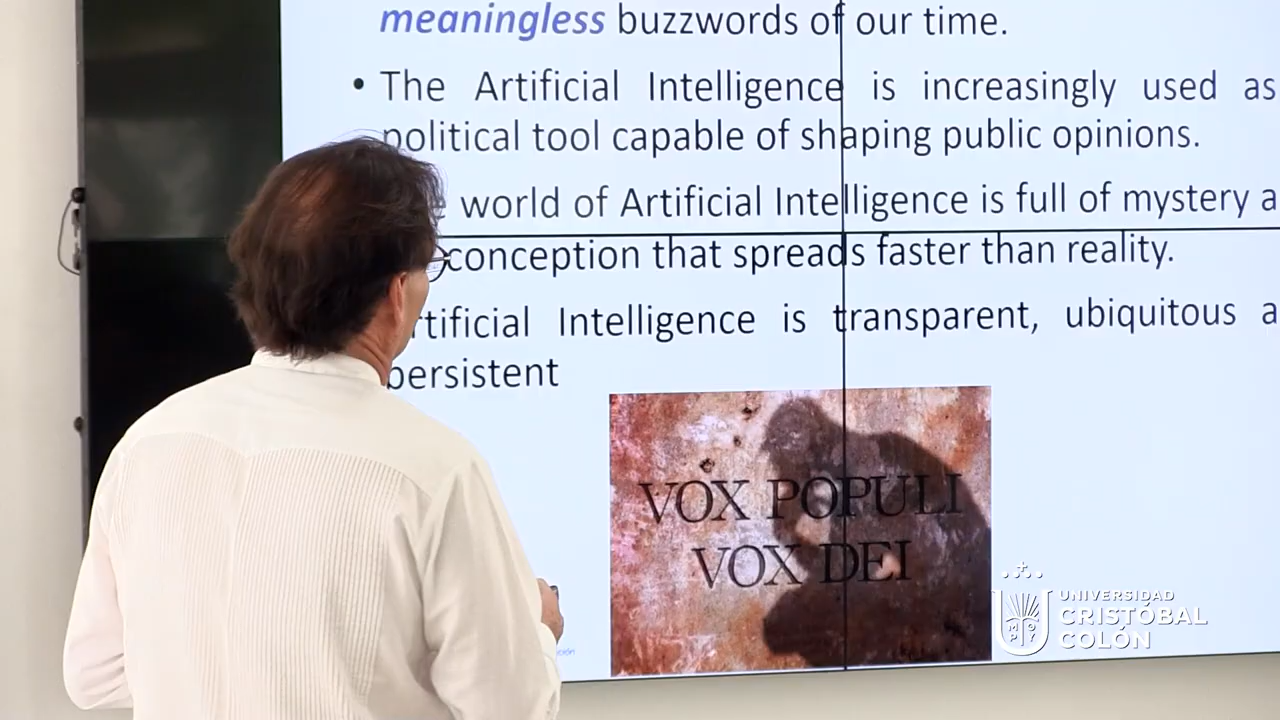 meaningless buzzwords of our time.
• The Artificial Intelligence is increasingly used as
political tool capable of shaping public opinions.
world of Artificial Intelligence is full of mystery a
conception that spreads faster than reality.
rtificial Intelligence is transparent, ubiquitous a
persistent
VOX POPULI
VOX DEI
UNIVERSIDAD
CRISTÓBAL
COLÓN